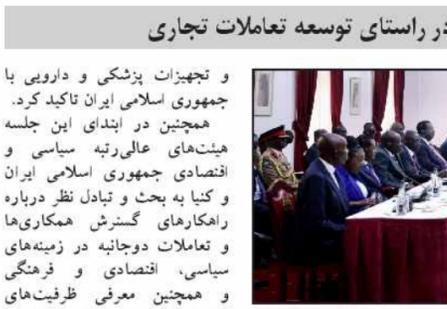 در راستای توسعه تعاملات تجاری
و تجهیزات پزشکی و دارویی با
جمهوری اسلامی ایران تاکید کرد.
همچنین در ابتدای این جلسه
هیئت‌های عالی‌رتبه سیاسی و
اقتصادی جمهوری اسلامی ایران
و کنیا به بحث و تبادل نظر درباره
راهکارهای گسترش همکاری‌ها
و تعاملات دوجانبه در زمینه‌های
سیاسی، اقتصادی و فرهنگی
و همچنین معرفی ظرفیت‌های